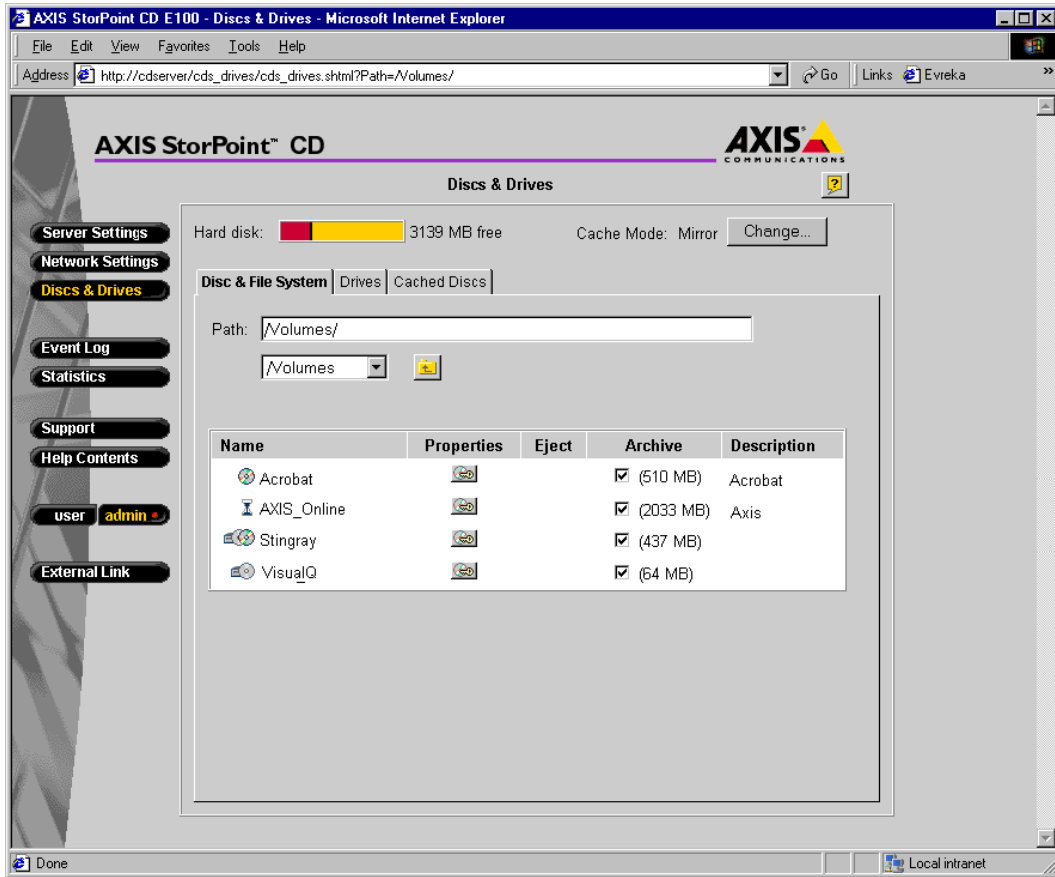 AXIS StorPoint CD E100 - Discs & Drives - Microsoft Internet Explorer
File Edit View Favorites Tools Help
Address http://cdserver/cds_drives/cds_drives.shtml?Path=/Volumes/ Go Links Evreka »
AXIS StorPoint™ CD
AXIS COMMUNICATIONS
Discs & Drives ?
Server Settings
Network Settings
Discs & Drives
Event Log
Statistics
Support
Help Contents
user admin
External Link
Hard disk: 3139 MB free Cache Mode: Mirror Change...
Disc & File System Drives Cached Discs
Path: /Volumes/
/Volumes
Name Properties Eject Archive Description
Acrobat (510 MB) Acrobat
AXIS_Online (2033 MB) Axis
Stingray (437 MB)
VisualQ (64 MB)
Done Local intranet